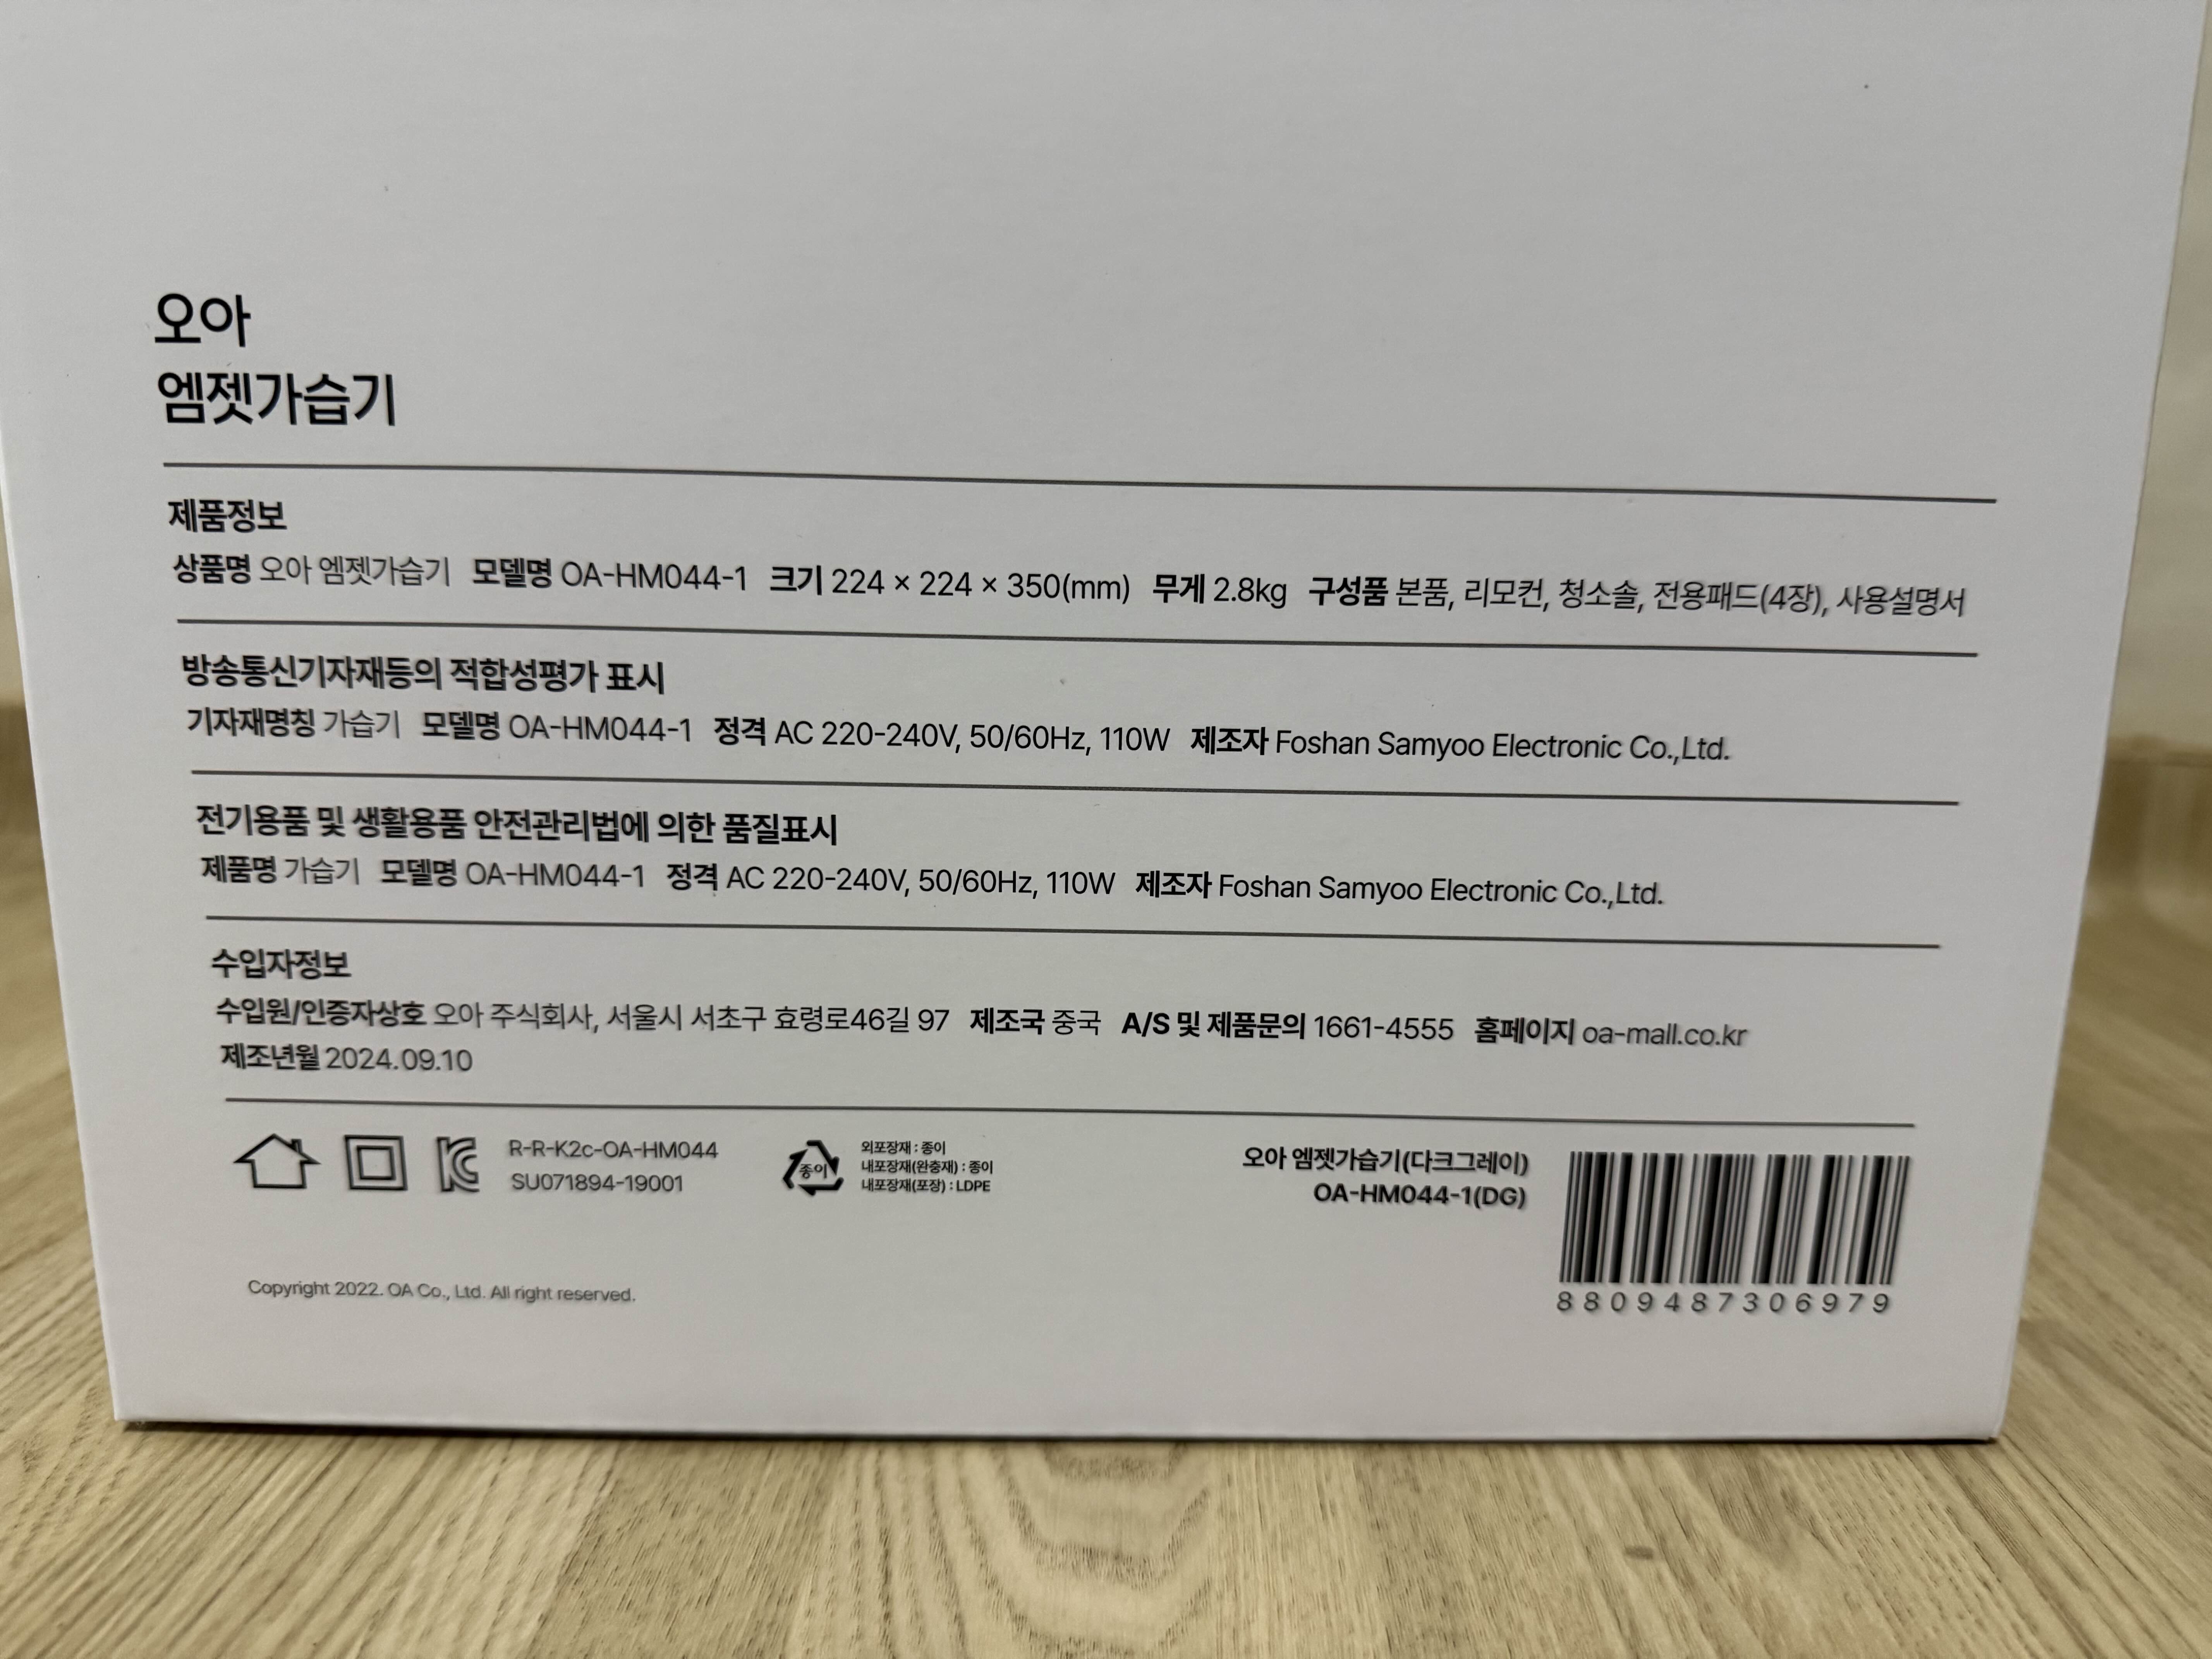 오아
엠젯가습기
제품정보
상품명 오아 엠젯가습기 모델명 OA-HM044-1 크기 224 × 224 × 350(mm) 무게 2.8kg 구성품 본품, 리모컨, 청소솔, 전용패드(4장), 사용설명서
방송통신기자재등의 적합성평가 표시
기자재명칭 가습기 모델명 OA-HM044-1 정격 AC 220-240V, 50/60Hz, 110W 제조자 Foshan Samyoo Electronic Co.,Ltd.
전기용품 및 생활용품 안전관리법에 의한 품질표시
제품명 가습기 모델명 OA-HM044-1 정격 AC 220-240V, 50/60Hz, 110W 제조자 Foshan Samyoo Electronic Co.,Ltd.
수입자정보
수입원/인증자상호 오아 주식회사, 서울시 서초구 효령로46길 97 제조국 중국 A/S 및 제품문의 1661-4555 홈페이지 oa-mall.co.kr
제조년월 2024.09.10
R-R-K2c-OA-HM044
SU071894-19001
종이
외포장재 : 종이
내포장재(완충재) : 종이
내포장재(포장) : LDPE
오아 엠젯가습기(다크그레이)
OA-HM044-1(DG)
8809487306979
Copyright 2022. OA Co., Ltd. All right reserved.